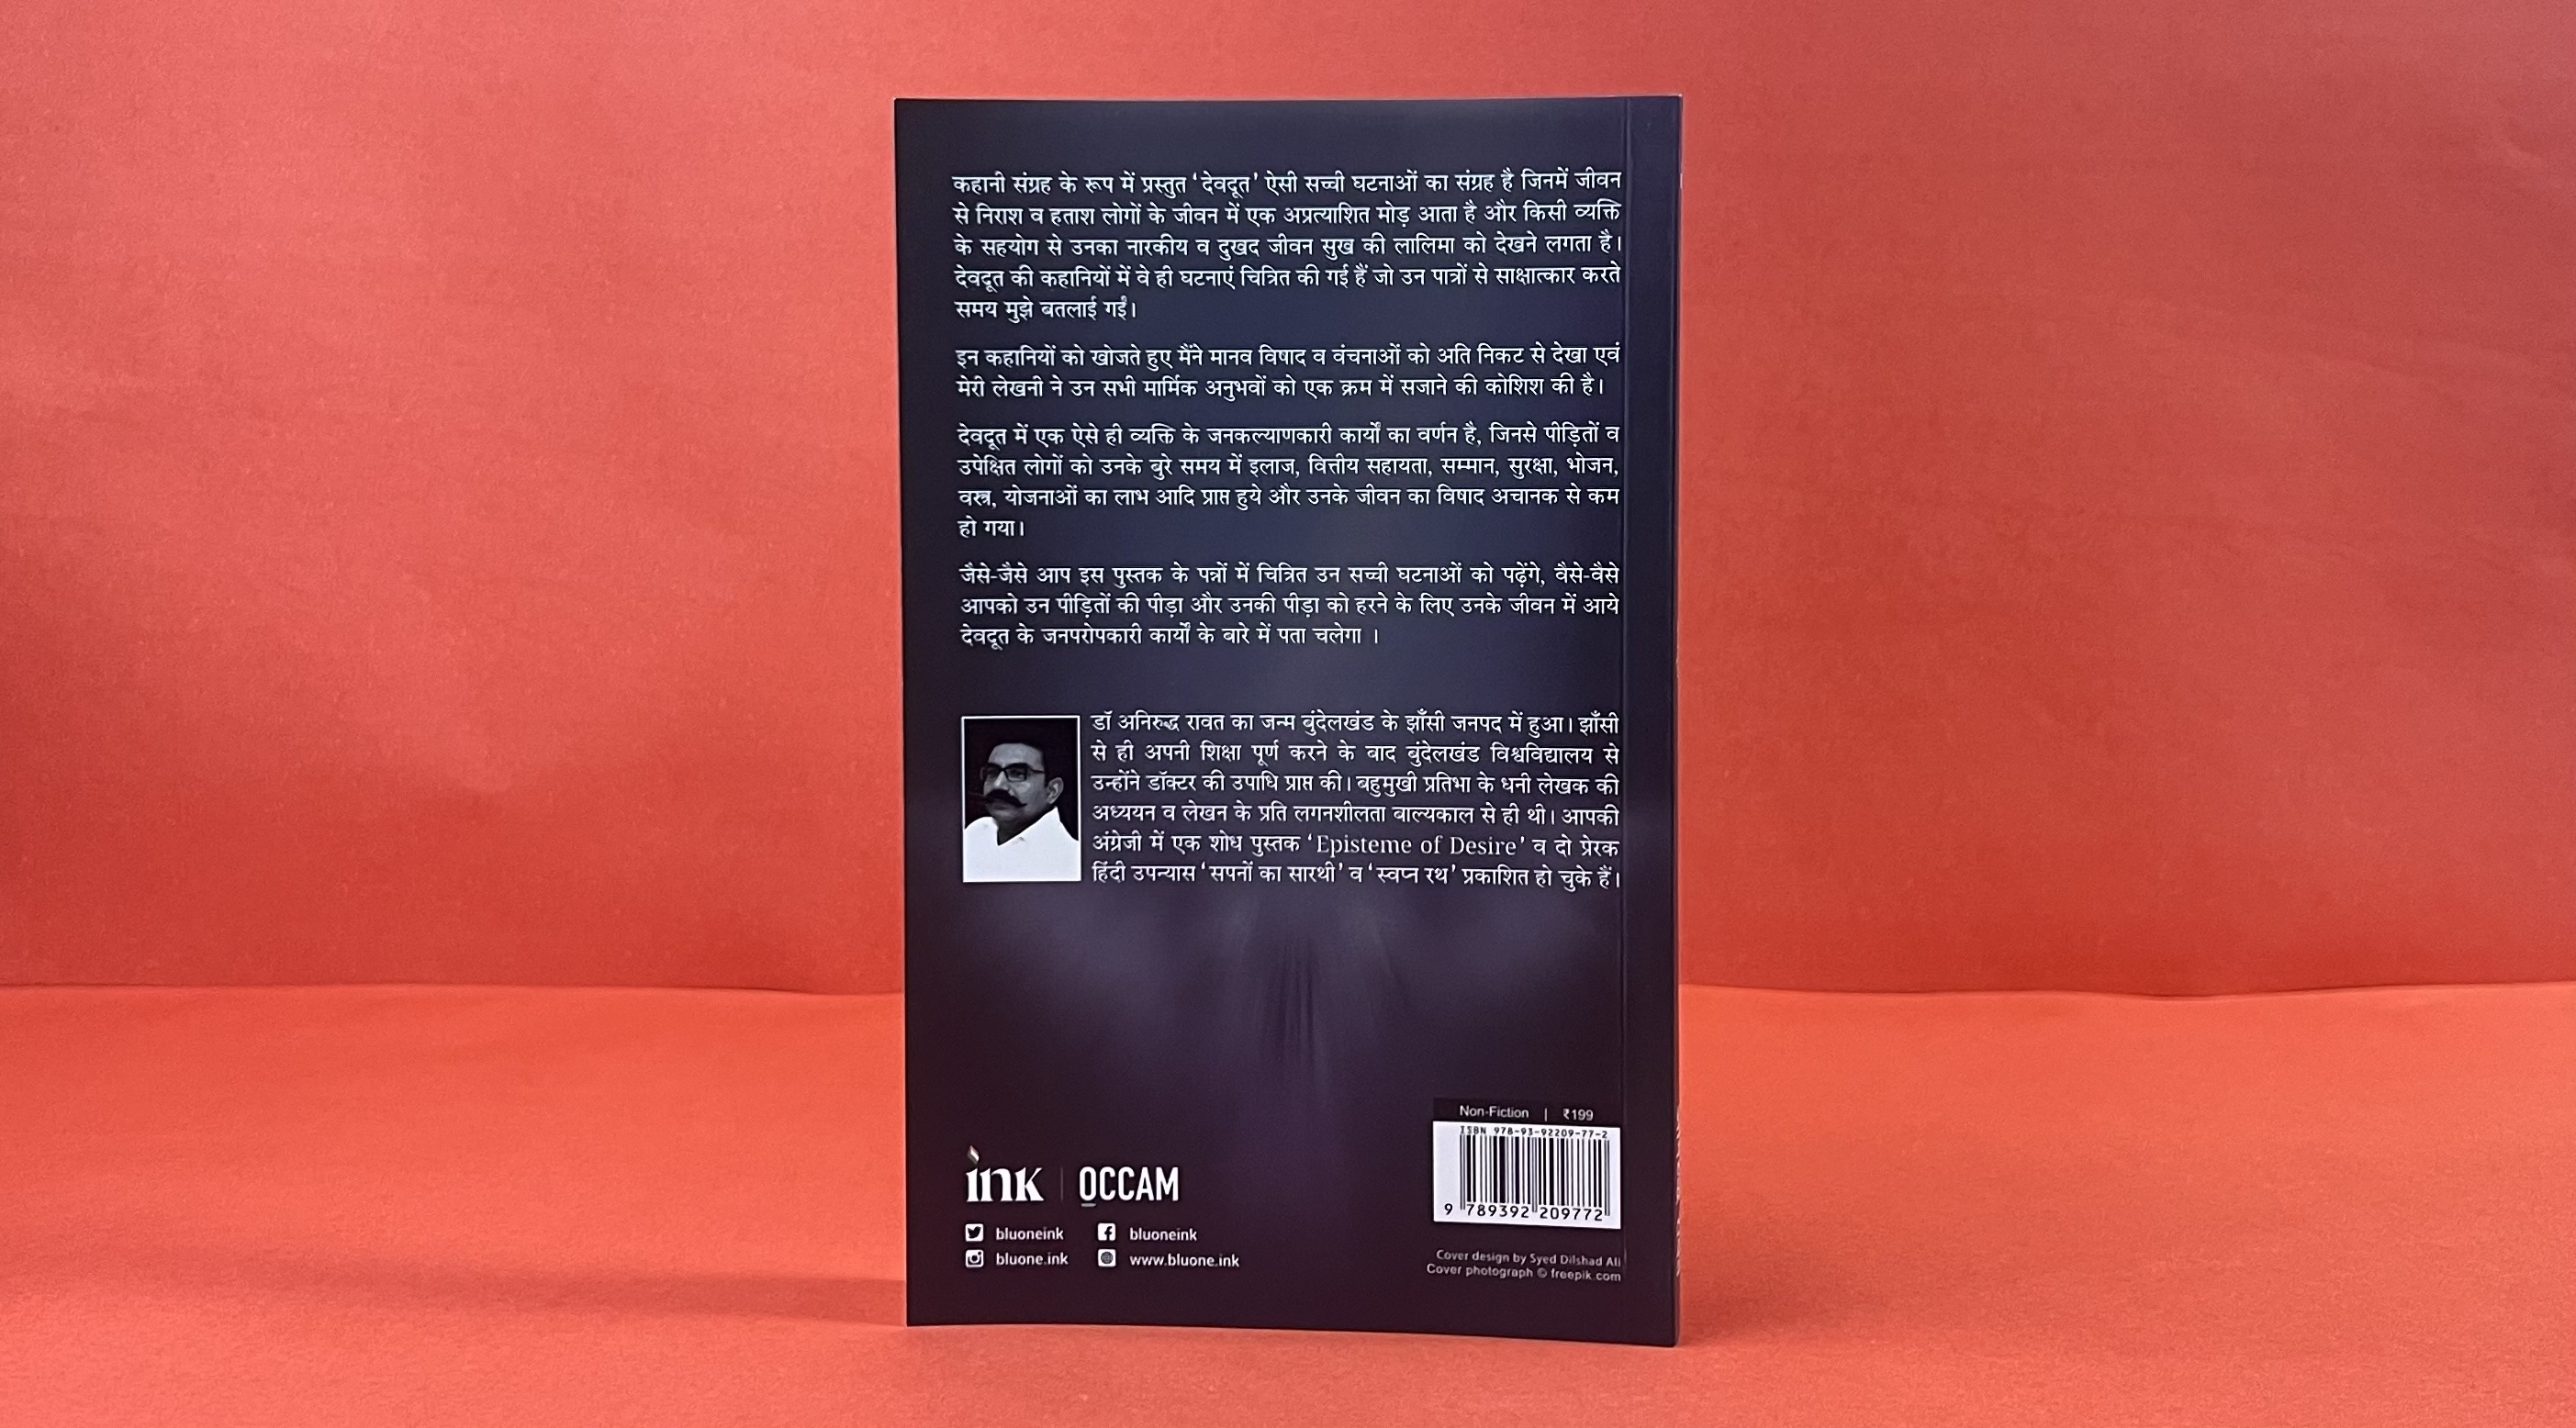 कहानी संग्रह के रूप में प्रस्तुत ‘देवदूत’ ऐसी सच्ची घटनाओं का संग्रह है जिनमें जीवन
से निराश व हताश लोगों के जीवन में एक अप्रत्याशित मोड़ आता है और किसी व्यक्ति
के सहयोग से उनका नारकीय व दुखद जीवन सुख की लालिमा को देखने लगता है।
देवदूत की कहानियों में वे ही घटनाएं चित्रित की गई हैं जो उन पात्रों से साक्षात्कार करते
समय मुझे बतलाई गईं।
इन कहानियों को खोजते हुए मैंने मानव विषाद व वंचनाओं को अति निकट से देखा एवं
मेरी लेखनी ने उन सभी मार्मिक अनुभवों को एक क्रम में सजाने की कोशिश की है।
देवदूत में एक ऐसे ही व्यक्ति के जनकल्याणकारी कार्यों का वर्णन है, जिनसे पीड़ितों व
उपेक्षित लोगों को उनके बुरे समय में इलाज, वित्तीय सहायता, सम्मान, सुरक्षा, भोजन,
वस्त्र, योजनाओं का लाभ आदि प्राप्त हुये और उनके जीवन का विषाद अचानक से कम
हो गया।
जैसे-जैसे आप इस पुस्तक के पन्नों में चित्रित उन सच्ची घटनाओं को पढ़ेंगे, वैसे-वैसे
आपको उन पीड़ितों की पीड़ा और उनकी पीड़ा को हरने के लिए उनके जीवन में आये
देवदूत के जनपरोपकारी कार्यों के बारे में पता चलेगा ।
डॉ अनिरुद्ध रावत का जन्म बुंदेलखंड के झाँसी जनपद में हुआ। झाँसी
से ही अपनी शिक्षा पूर्ण करने के बाद बुंदेलखंड विश्वविद्यालय से
उन्होंने डॉक्टर की उपाधि प्राप्त की। बहुमुखी प्रतिभा के धनी लेखक की
अध्ययन व लेखन के प्रति लगनशीलता बाल्यकाल से ही थी। आपकी
अंग्रेजी में एक शोध पुस्तक ‘Episteme of Desire’ व दो प्रेरक
हिंदी उपन्यास ‘सपनों का सारथी’ व ‘स्वप्न रथ’ प्रकाशित हो चुके हैं।
Non-Fiction | ₹199
ISBN 978-93-92209-77-2
9 789392 209772
ink | OCCAM
bluoneink bluoneink
bluone.ink www.bluone.ink
Cover design by Syed Dilshad Ali
Cover photograph © freepik.com